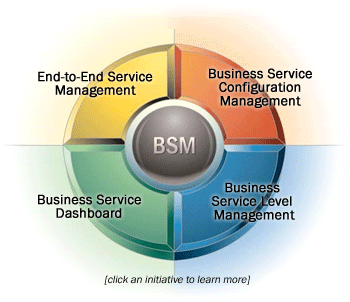 End-to-End Service
Management
Business Service
Configuration
Management
BSM
Business Service
Dashboard
Business
Service Level
Management
[click an initiative to learn more]